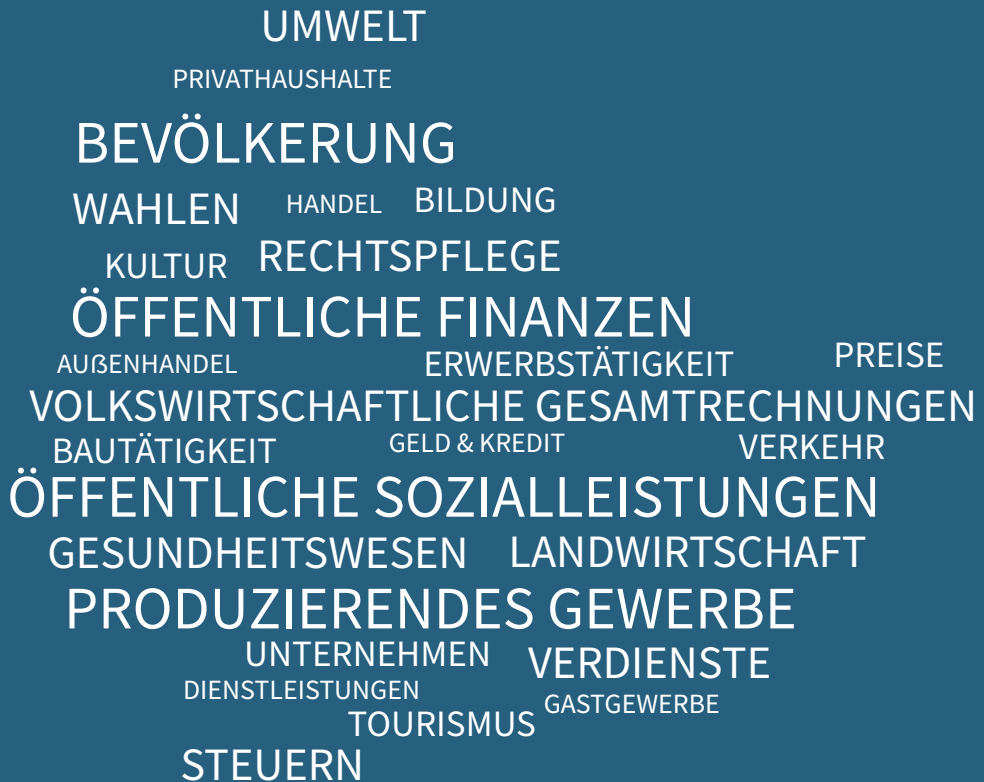 UMWELT
PRIVATHAUSHALTE
BEVÖLKERUNG
WAHLEN HANDEL BILDUNG
KULTUR RECHTSPFLEGE
ÖFFENTLICHE FINANZEN
AUßENHANDEL ERWERBSTÄTIGKEIT PREISE
VOLKSWIRTSCHAFTLICHE GESAMTRECHNUNGEN
BAUTÄTIGKEIT GELD & KREDIT VERKEHR
ÖFFENTLICHE SOZIALLEISTUNGEN
GESUNDHEITSWESEN LANDWIRTSCHAFT
PRODUZIERENDES GEWERBE
UNTERNEHMEN VERDIENSTE
DIENSTLEISTUNGEN GASTGEWERBE
TOURISMUS
STEUERN